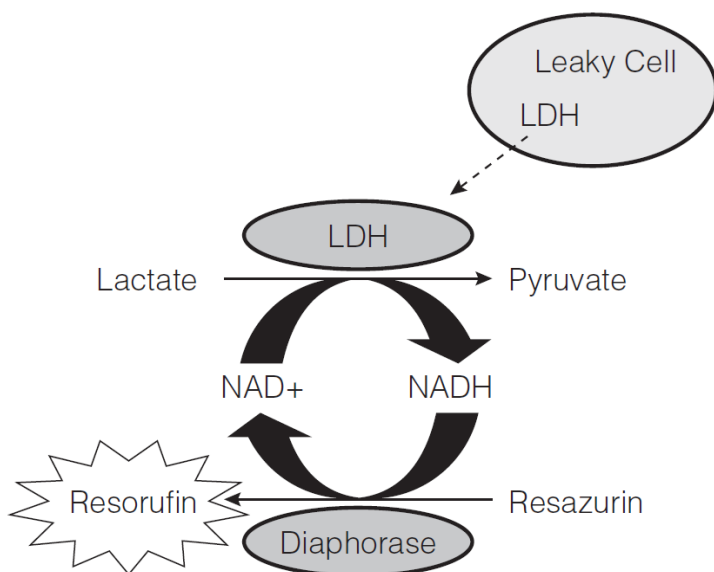 Leaky Cell
LDH
LDH
Lactate
Pyruvate
NAD+
NADH
Resorufin
Resazurin
Diaphorase